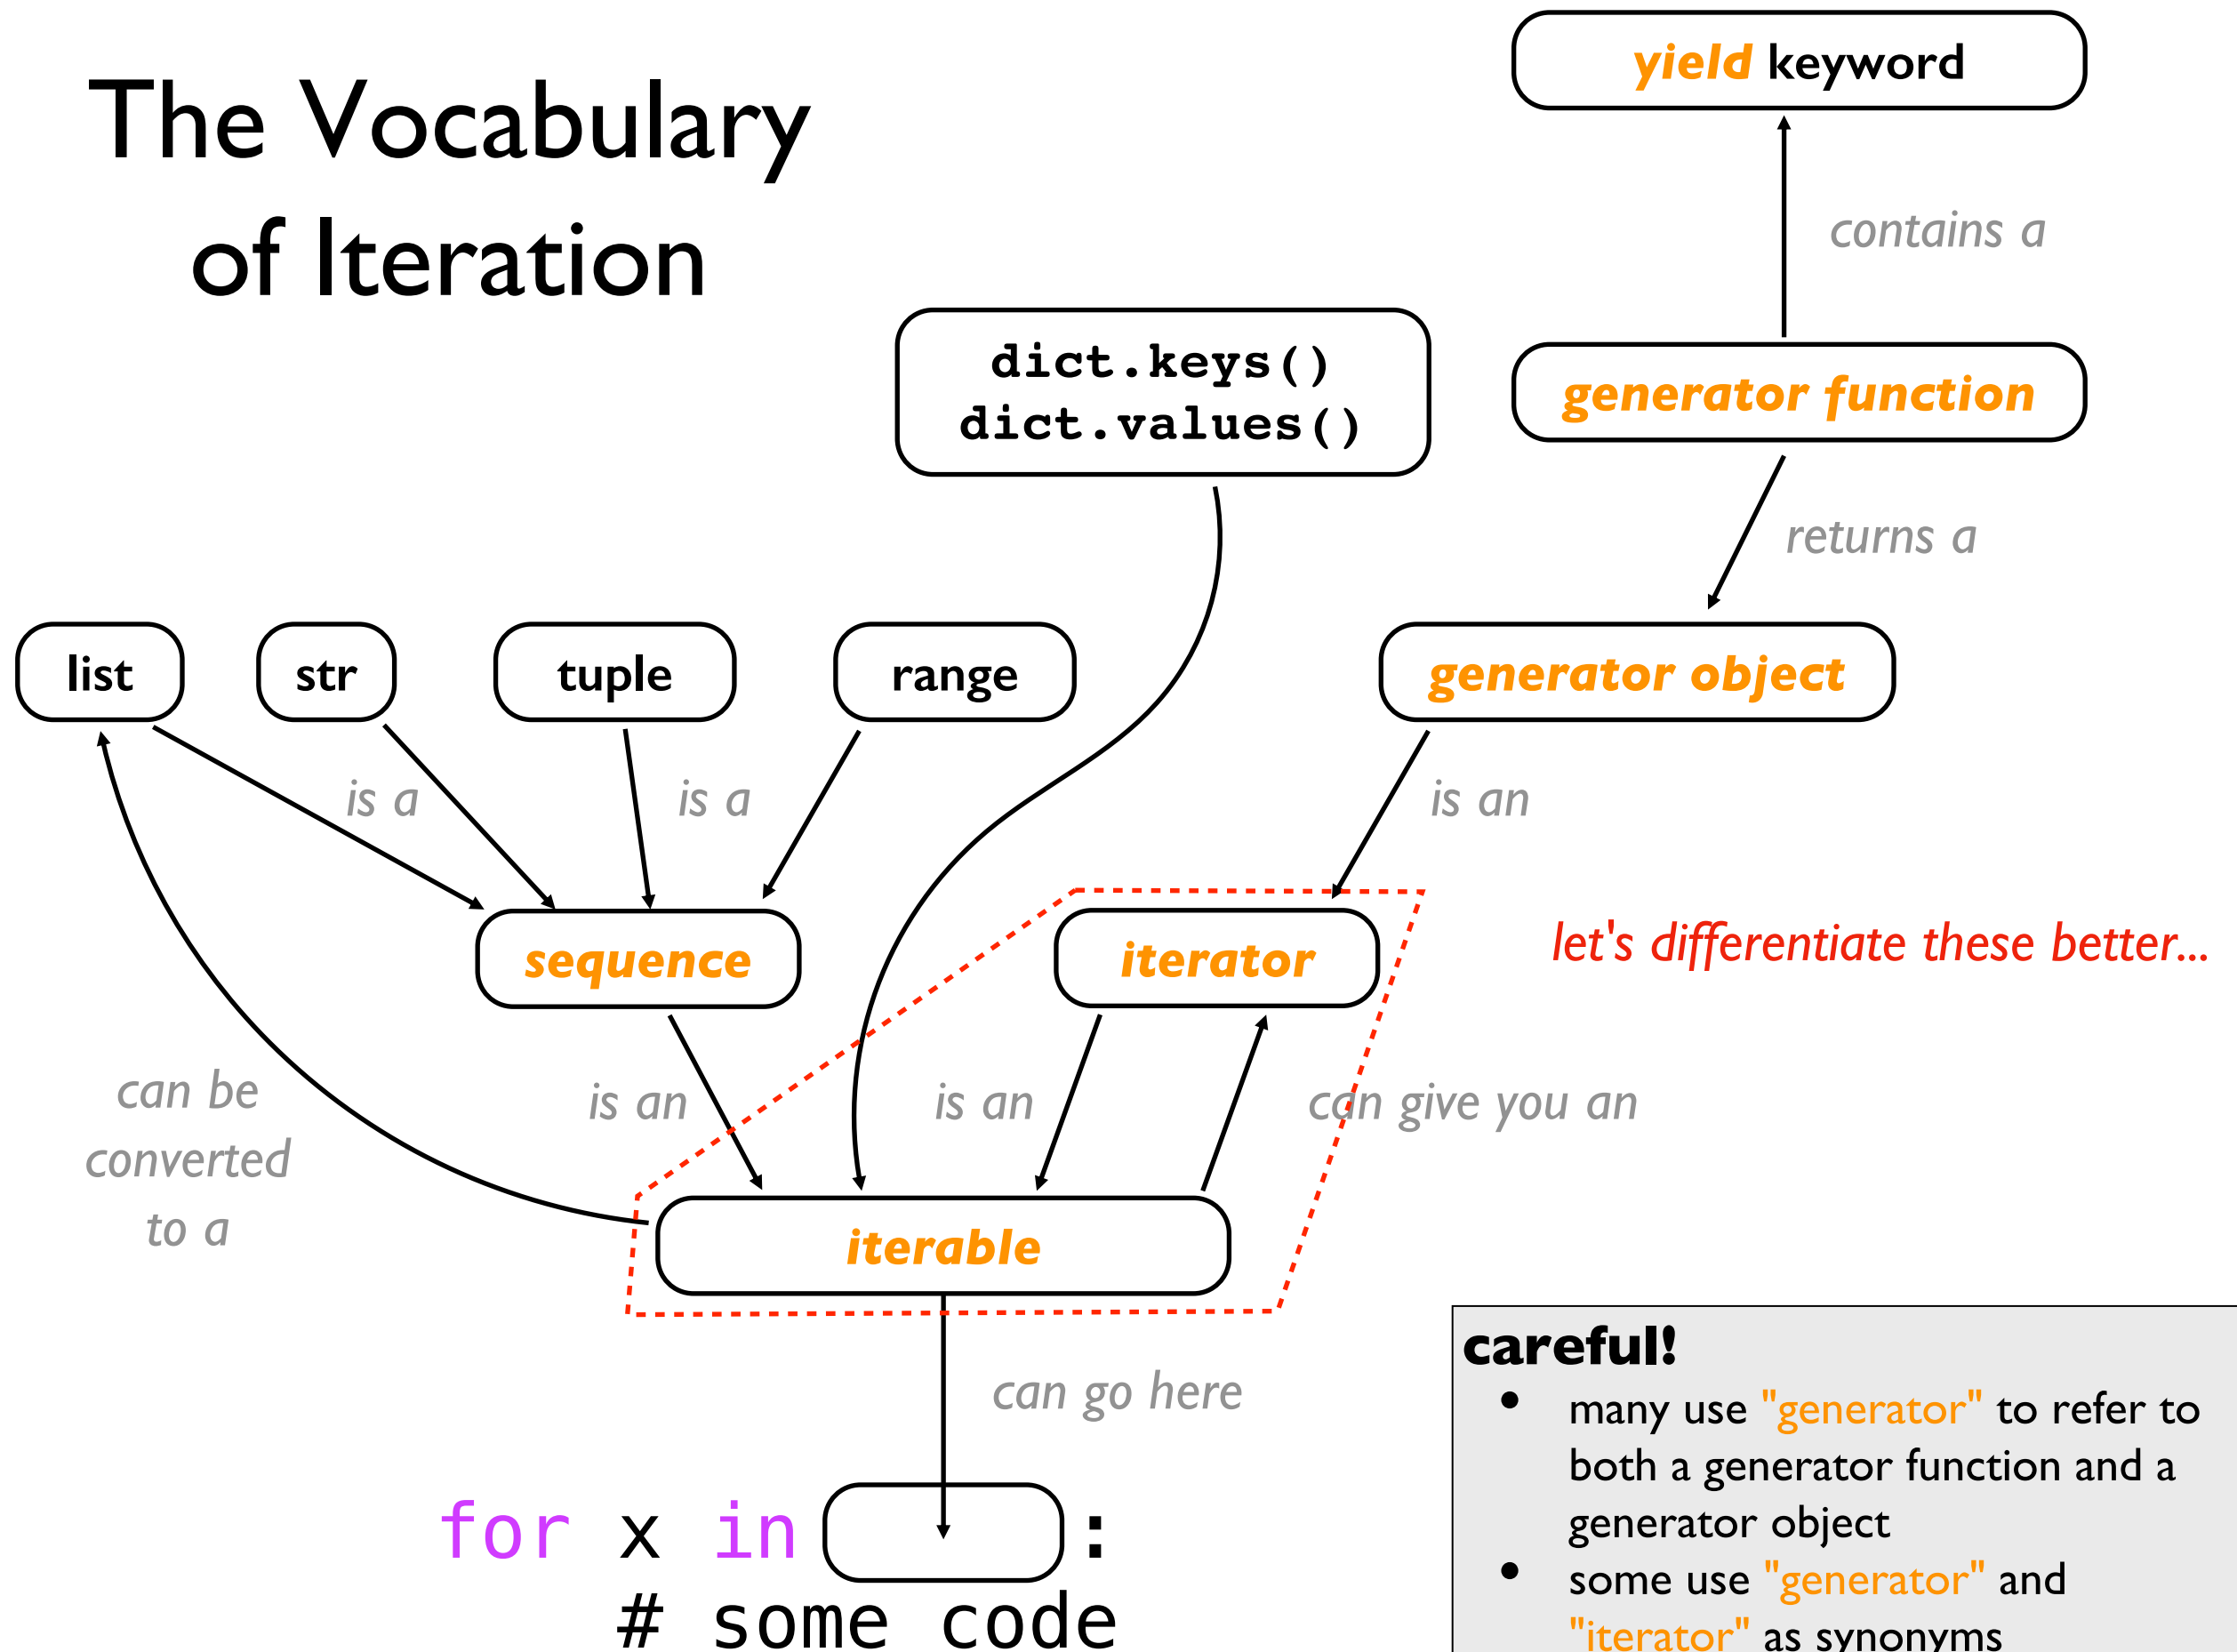 The Vocabulary
of Iteration
yield keyword
contains a
dict.keys()
dict.values()
generator function
returns a
list
str
tuple
range
generator object
is a
is a
is an
sequence
iterator
let's differentiate these better...
can be
converted
to a
is an
is an
can give you an
iterable
can go here
for x in :
# some code
careful!
• many use "generator" to refer to
both a generator function and a
generator object
• some use "generator" and
"iterator" as synonyms